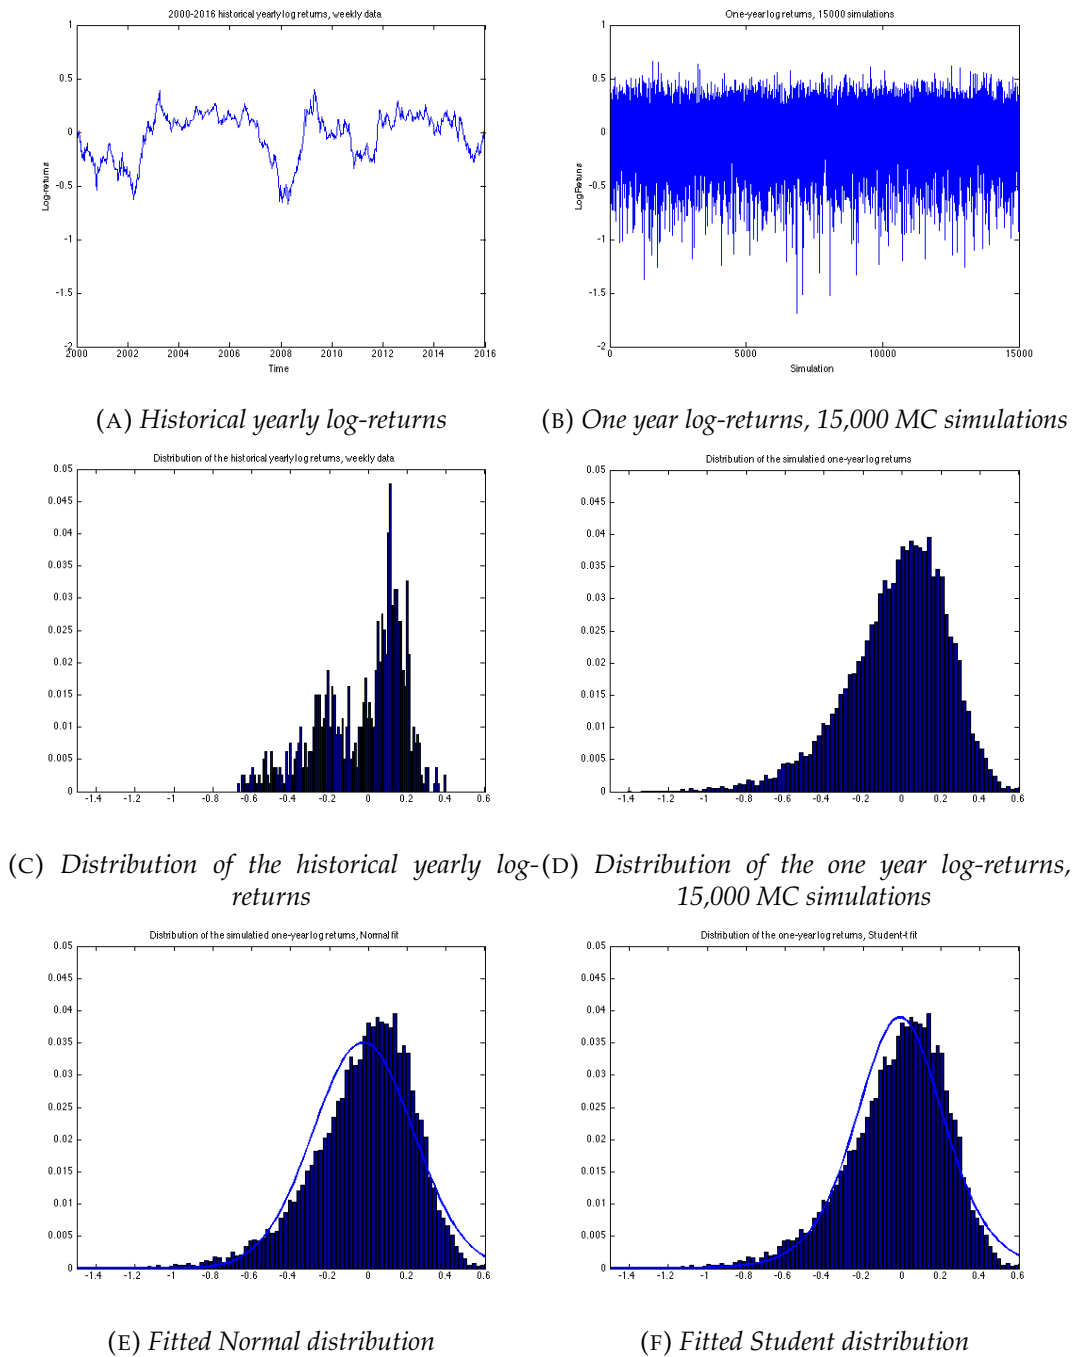 2000-2016 historical yearly log returns, weekly data
1
0.5
0
-0.5
-1
-1.5
-2
Log-returns
2000 2002 2004 2006 2008 2010 2012 2014 2016
Time
One-year log returns, 15000 simulations
1
0.5
0
-0.5
-1
-1.5
-2
Log Returns
0 5000 10000 15000
Simulation
(A) Historical yearly log-returns
(B) One year log-returns, 15,000 MC simulations
Distribution of the historical yearly log returns, weekly data
0.05
0.045
0.04
0.035
0.03
0.025
0.02
0.015
0.01
0.005
0
-1.4 -1.2 -1 -0.8 -0.6 -0.4 -0.2 0 0.2 0.4 0.6
Distribution of the simulatied one-year log returns
0.05
0.045
0.04
0.035
0.03
0.025
0.02
0.015
0.01
0.005
0
-1.4 -1.2 -1 -0.8 -0.6 -0.4 -0.2 0 0.2 0.4 0.6
(C) Distribution of the historical yearly log-
returns
(D) Distribution of the one year log-returns,
15,000 MC simulations
Distribution of the simulatied one-year log returns, Normal fit
0.05
0.045
0.04
0.035
0.03
0.025
0.02
0.015
0.01
0.005
0
-1.4 -1.2 -1 -0.8 -0.6 -0.4 -0.2 0 0.2 0.4 0.6
Distribution of the one-year log returns, Student-t fit
0.05
0.045
0.04
0.035
0.03
0.025
0.02
0.015
0.01
0.005
0
-1.4 -1.2 -1 -0.8 -0.6 -0.4 -0.2 0 0.2 0.4 0.6
(E) Fitted Normal distribution
(F) Fitted Student distribution